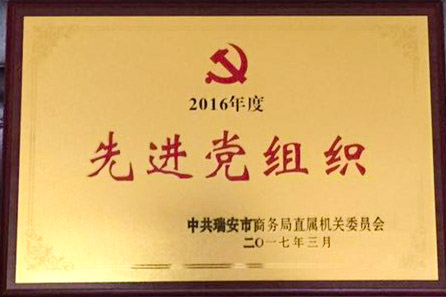 2016年度
先进党组织
中共瑞安市商务局直属机关委员会
二〇一七年三月